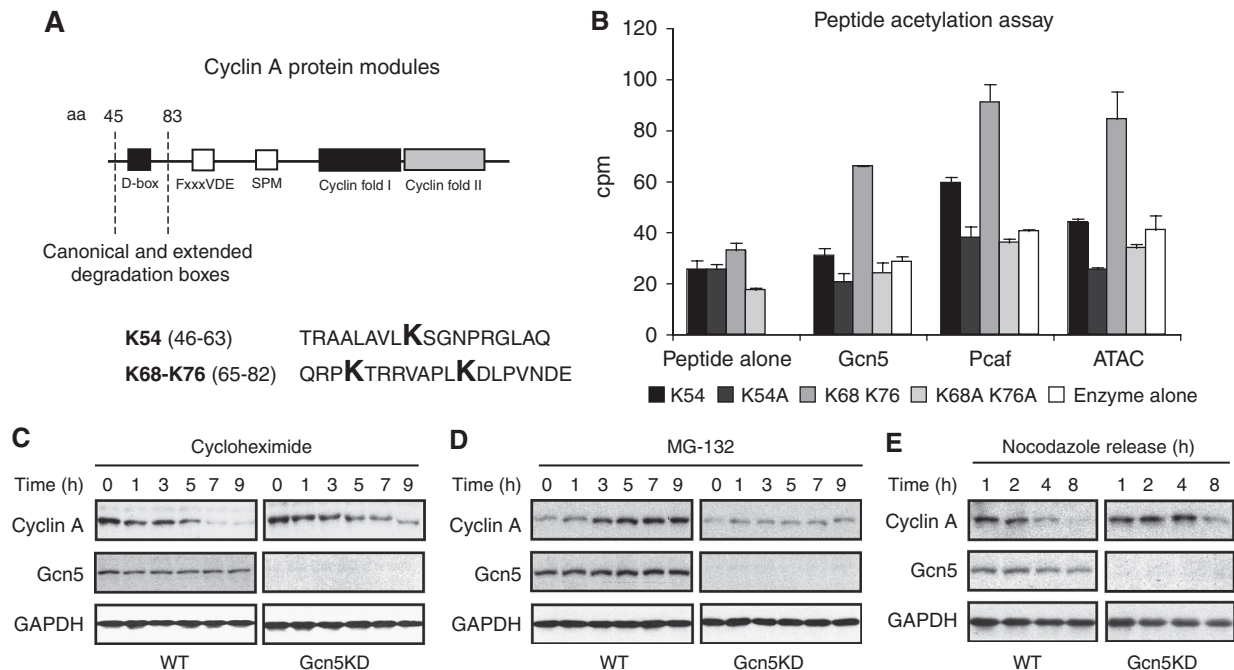 A
Cyclin A protein modules
aa 45 83
D-box FxxxVDE SPM Cyclin fold I Cyclin fold II
Canonical and extended
degradation boxes
K54 (46-63) TRAALAVLKSGNPRGLAQ
K68-K76 (65-82) QRPKTRRVAPLKDLPVNDE
B
Peptide acetylation assay
120
100
80
60
40
20
0
cpm
Peptide alone Gcn5 Pcaf ATAC
K54 K54A K68 K76 K68A K76A Enzyme alone
C
Cycloheximide
Time (h) 0 1 3 5 7 9 0 1 3 5 7 9
Cyclin A
Gcn5
GAPDH
WT Gcn5KD
D
MG-132
Time (h) 0 1 3 5 7 9 0 1 3 5 7 9
Cyclin A
Gcn5
GAPDH
WT Gcn5KD
E
Nocodazole release (h)
Time (h) 1 2 4 8 1 2 4 8
Cyclin A
Gcn5
GAPDH
WT Gcn5KD